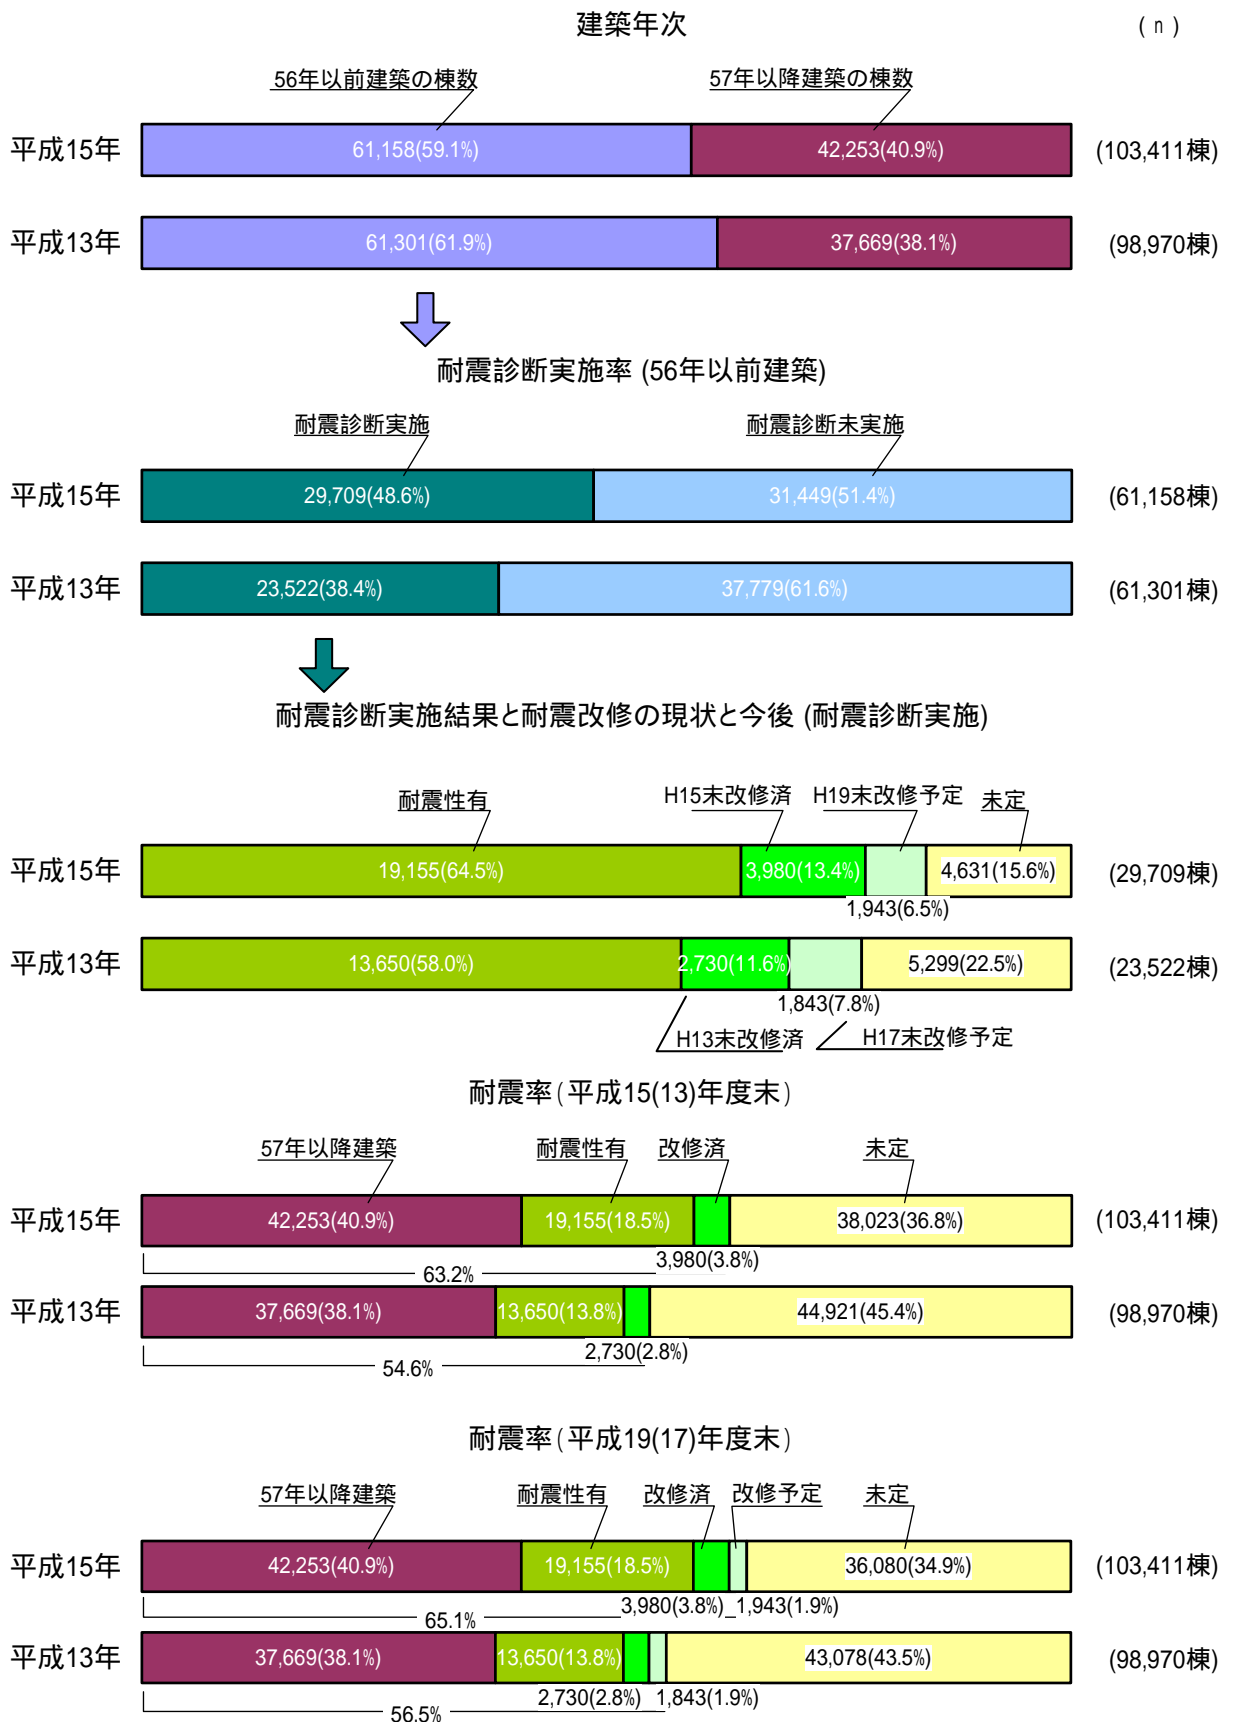 建築年次 ( n )
56年以前建築の棟数 57年以降建築の棟数
平成15年 61,158(59.1%) 42,253(40.9%) (103,411棟)
平成13年 61,301(61.9%) 37,669(38.1%) (98,970棟)
耐震診断実施率 (56年以前建築)
耐震診断実施 耐震診断未実施
平成15年 29,709(48.6%) 31,449(51.4%) (61,158棟)
平成13年 23,522(38.4%) 37,779(61.6%) (61,301棟)
耐震診断実施結果と耐震改修の現状と今後 (耐震診断実施)
耐震性有 H15末改修済 H19末改修予定 未定
平成15年 19,155(64.5%) 3,980(13.4%) 4,631(15.6%) (29,709棟)
1,943(6.5%)
平成13年 13,650(58.0%) 2,730(11.6%) 5,299(22.5%) (23,522棟)
1,843(7.8%)
H13末改修済 H17末改修予定
耐震率(平成15(13)年度末)
57年以降建築 耐震性有 改修済 未定
平成15年 42,253(40.9%) 19,155(18.5%) 38,023(36.8%) (103,411棟)
3,980(3.8%)
63.2%
平成13年 37,669(38.1%) 13,650(13.8%) 44,921(45.4%) (98,970棟)
2,730(2.8%)
54.6%
耐震率(平成19(17)年度末)
57年以降建築 耐震性有 改修済 改修予定 未定
平成15年 42,253(40.9%) 19,155(18.5%) 36,080(34.9%) (103,411棟)
3,980(3.8%) 1,943(1.9%)
65.1%
平成13年 37,669(38.1%) 13,650(13.8%) 43,078(43.5%) (98,970棟)
2,730(2.8%) 1,843(1.9%)
56.5%